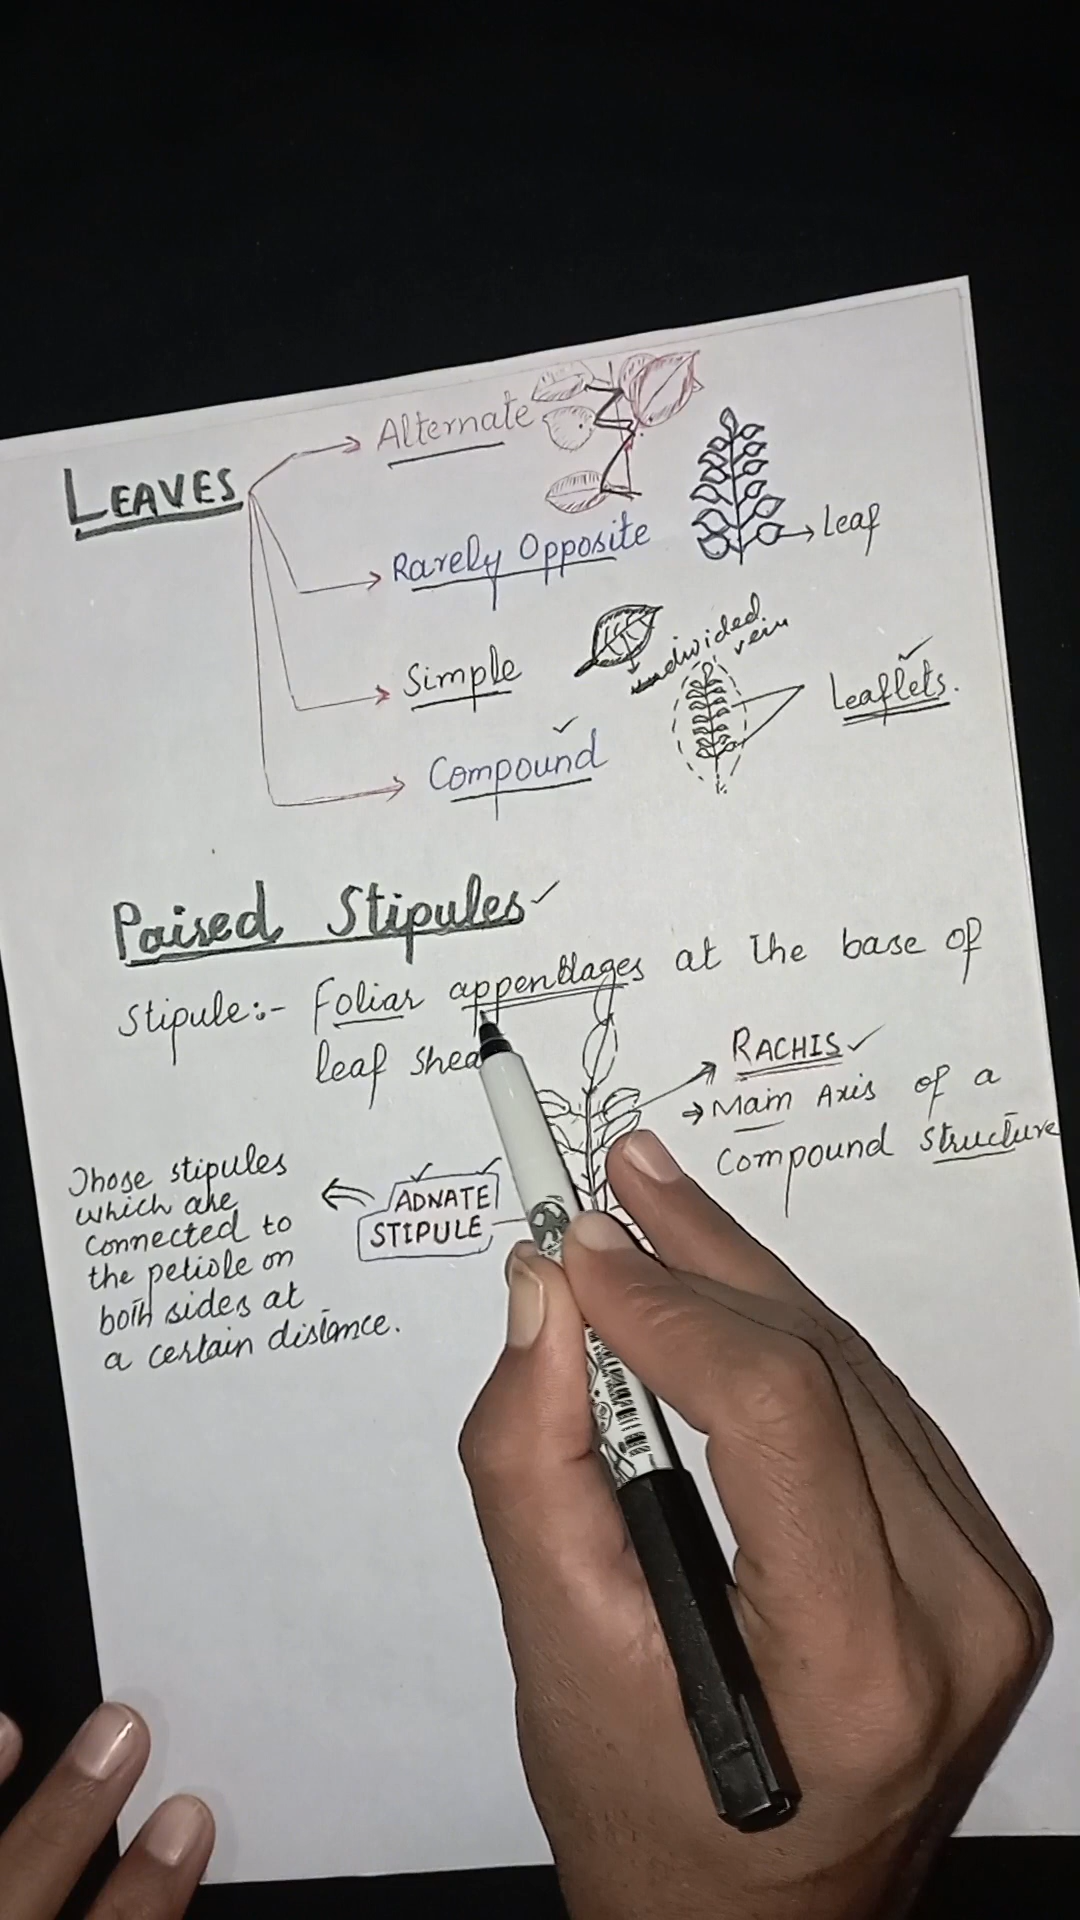 LEAVES
Alternate
Rarely Opposite
Leaf
Simple
undivided
vein
Compound
Leaflets.
Paired Stipules
Stipule:- Foliar appendages at the base of
leaf
RACHIS
→ Main Axis of a
Compound structure
ADNATE
STIPULE
Those stipules
which are
connected to
the petiole on
both sides at
a certain distance.